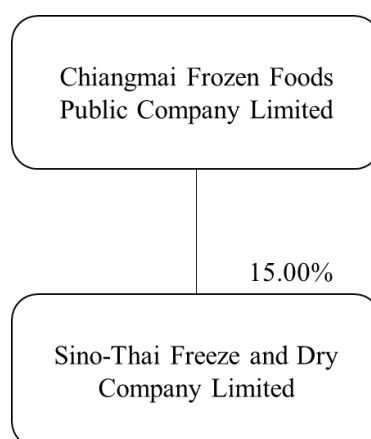 Chiangmai Frozen Foods
Public Company Limited
15.00%
Sino-Thai Freeze and Dry
Company Limited